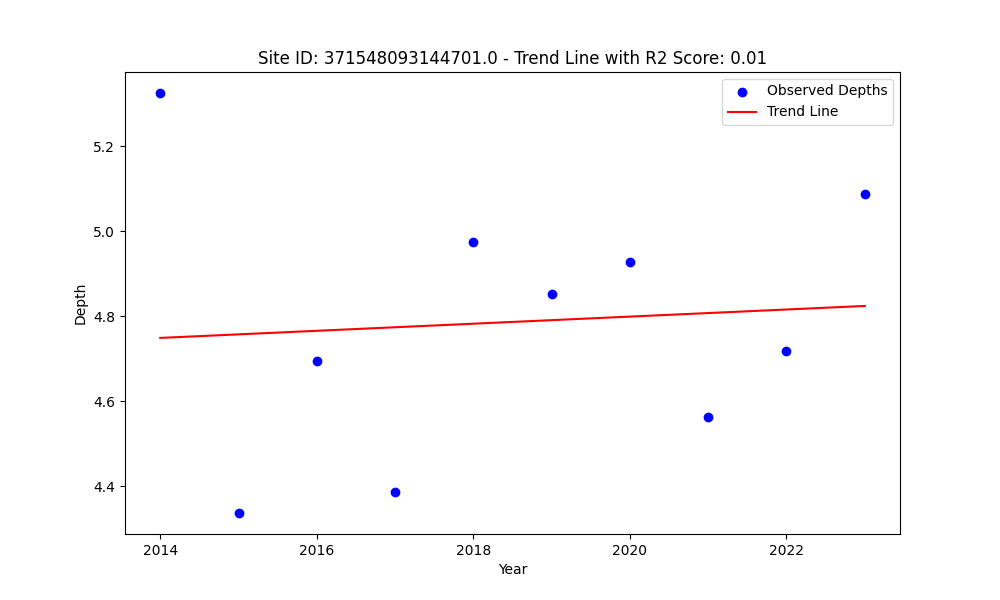 Site ID: 371548093144701.0 - Trend Line with R2 Score: 0.01
Observed Depths
Trend Line
5.2
5.0
4.8
4.6
4.4
Depth
2014
2016
2018
2020
2022
Year